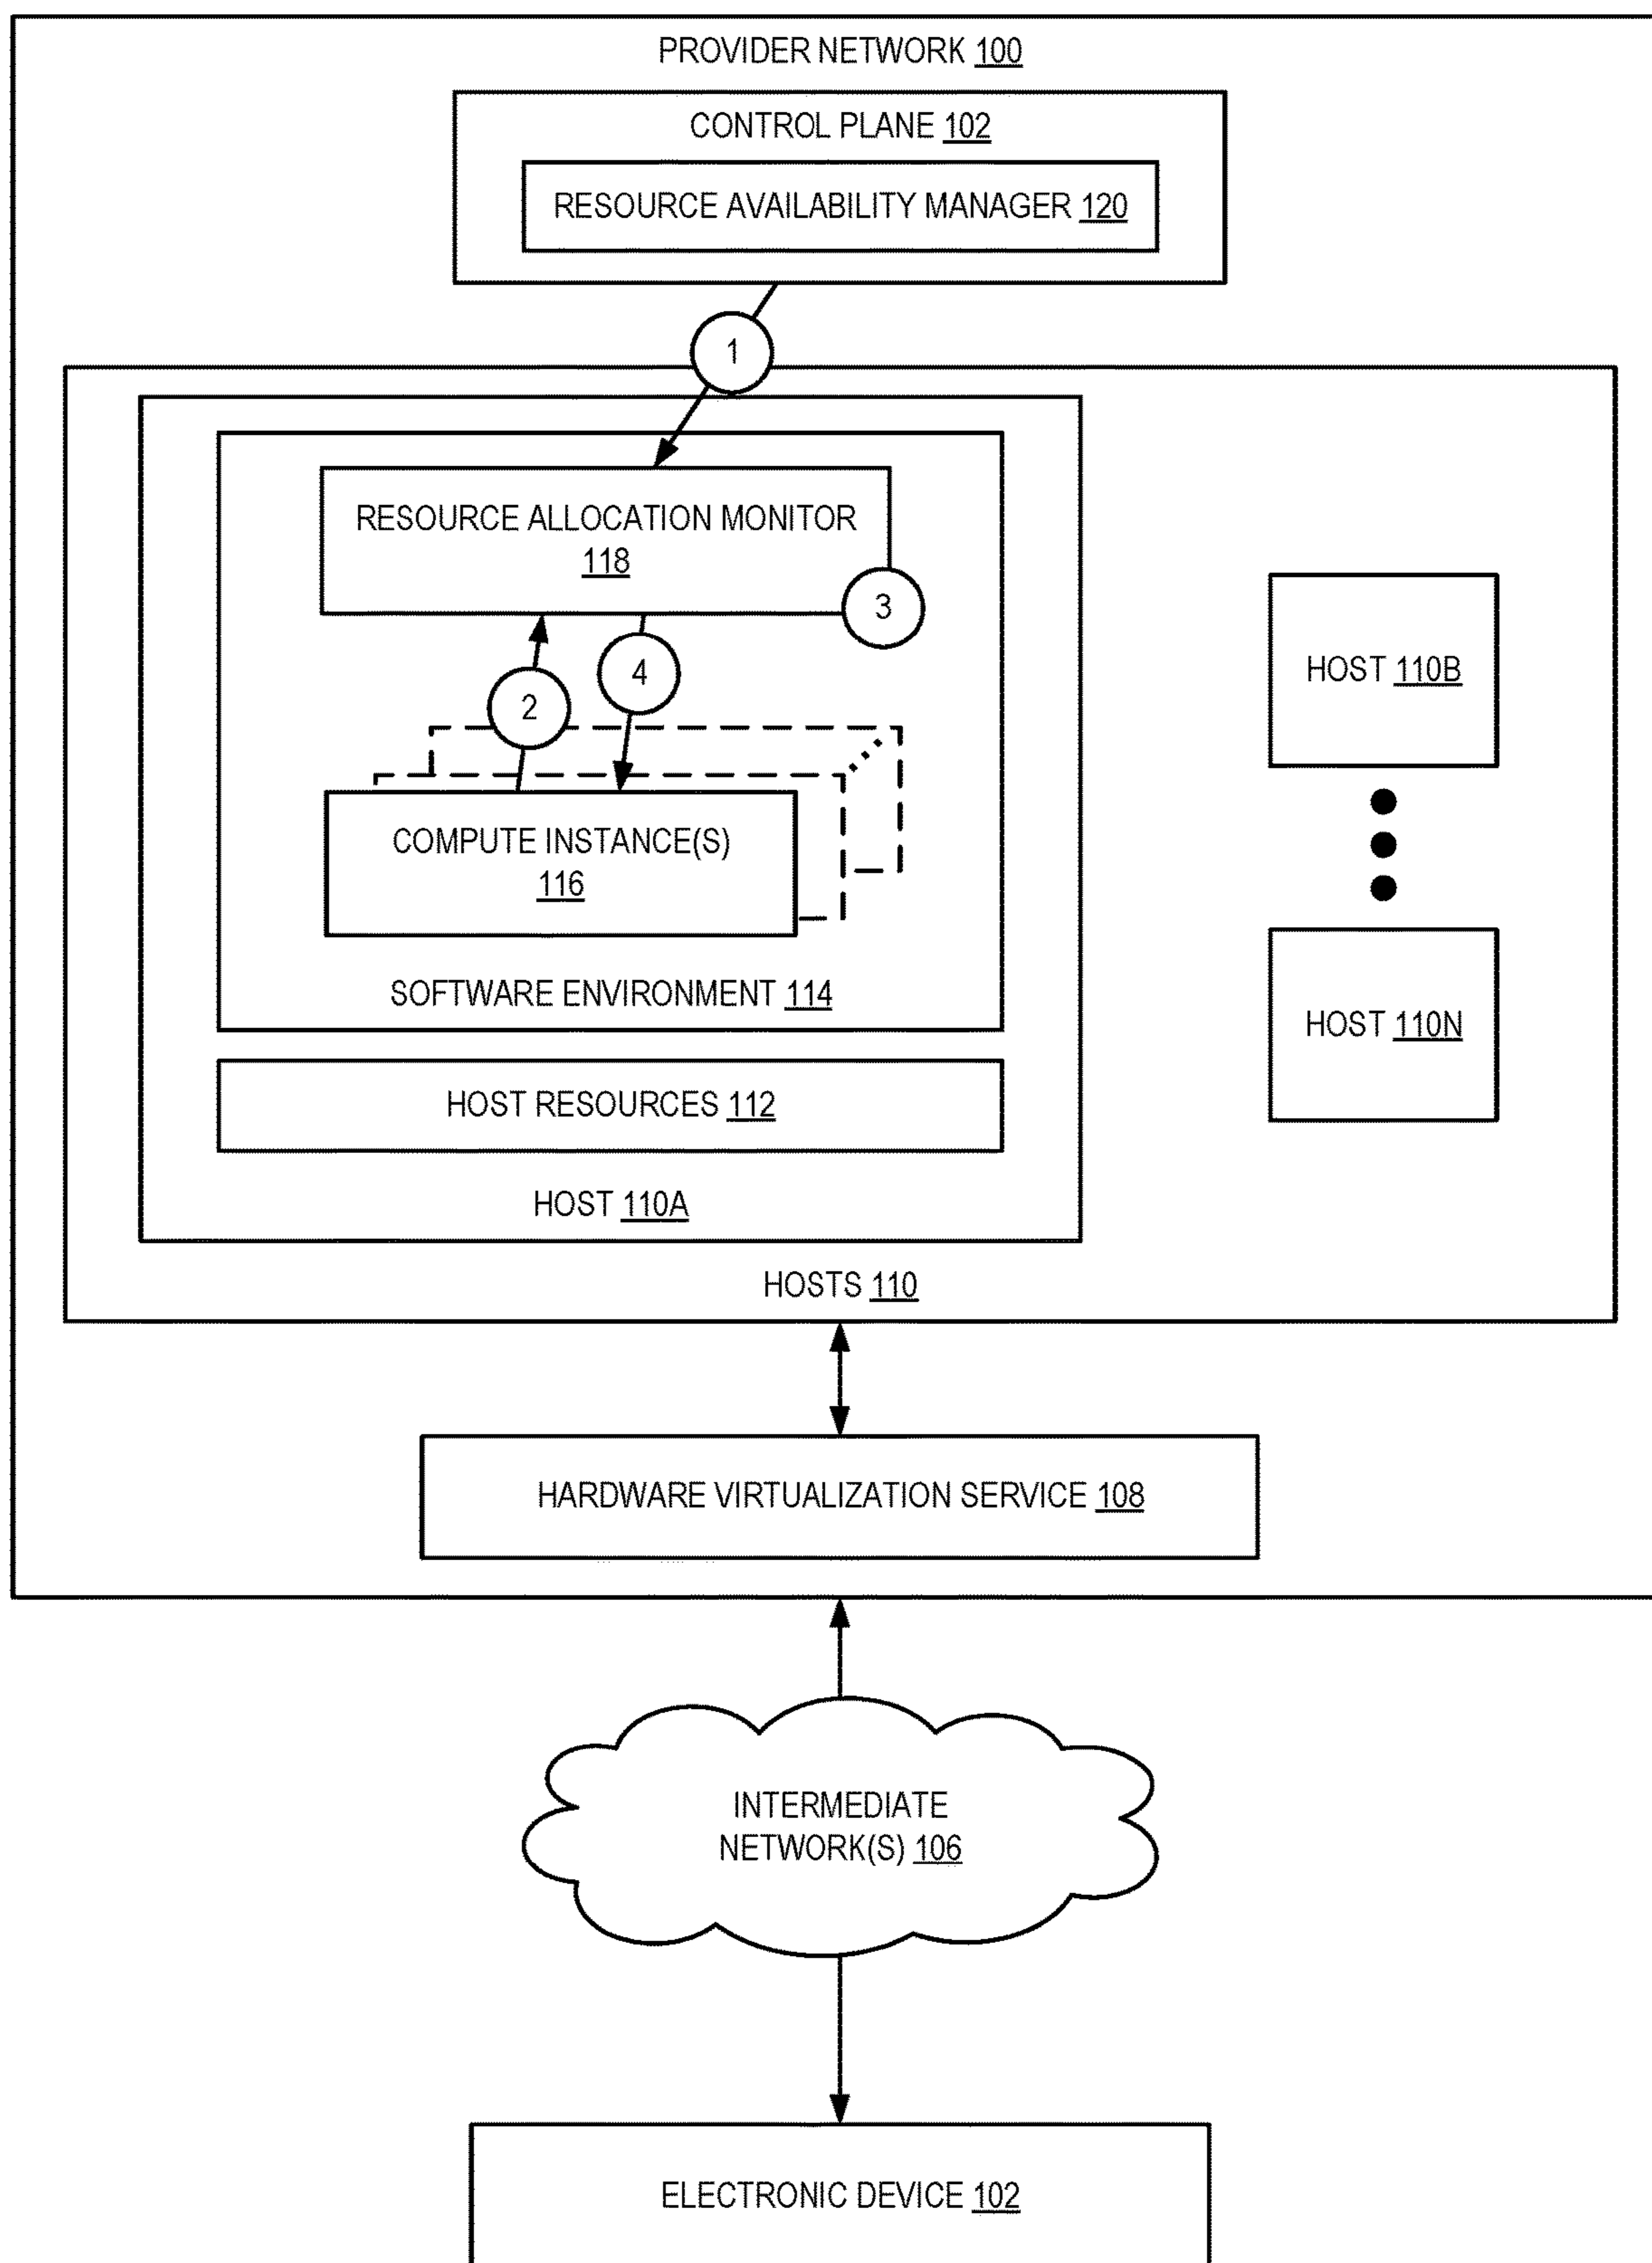 PROVIDER NETWORK 100
CONTROL PLANE 102
RESOURCE AVAILABILITY MANAGER 120
1
RESOURCE ALLOCATION MONITOR
118
3
2
4
COMPUTE INSTANCE(S)
116
SOFTWARE ENVIRONMENT 114
HOST RESOURCES 112
HOST 110A
HOST 110B
HOST 110N
HOSTS 110
HARDWARE VIRTUALIZATION SERVICE 108
INTERMEDIATE
NETWORK(S) 106
ELECTRONIC DEVICE 102